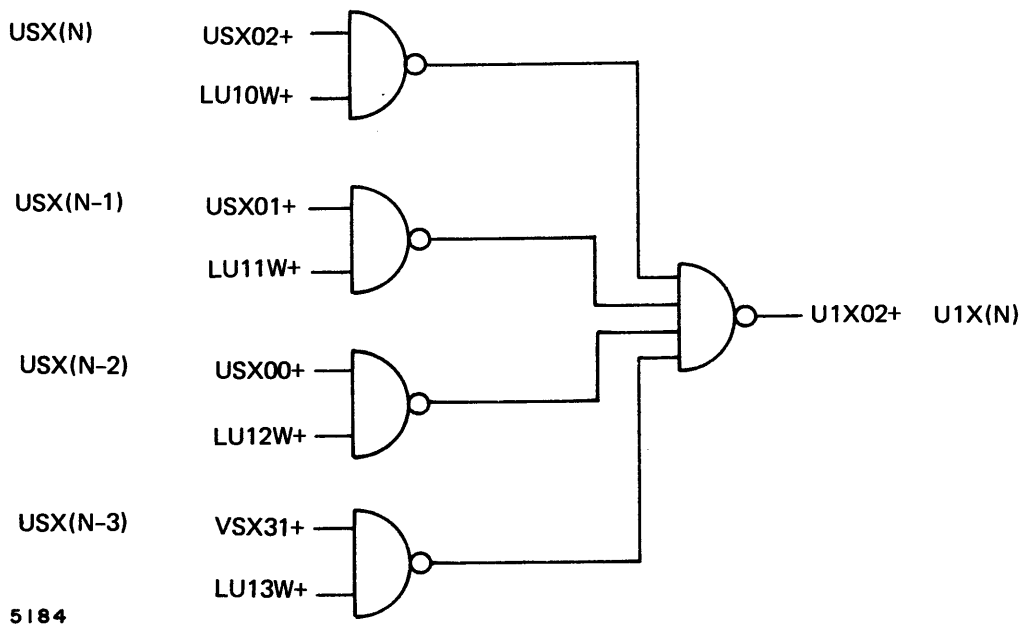 USX(N) USX02+
LU10W+
USX(N-1) USX01+
LU11W+
U1X02+ U1X(N)
USX(N-2) USX00+
LU12W+
USX(N-3) VSX31+
LU13W+
5184